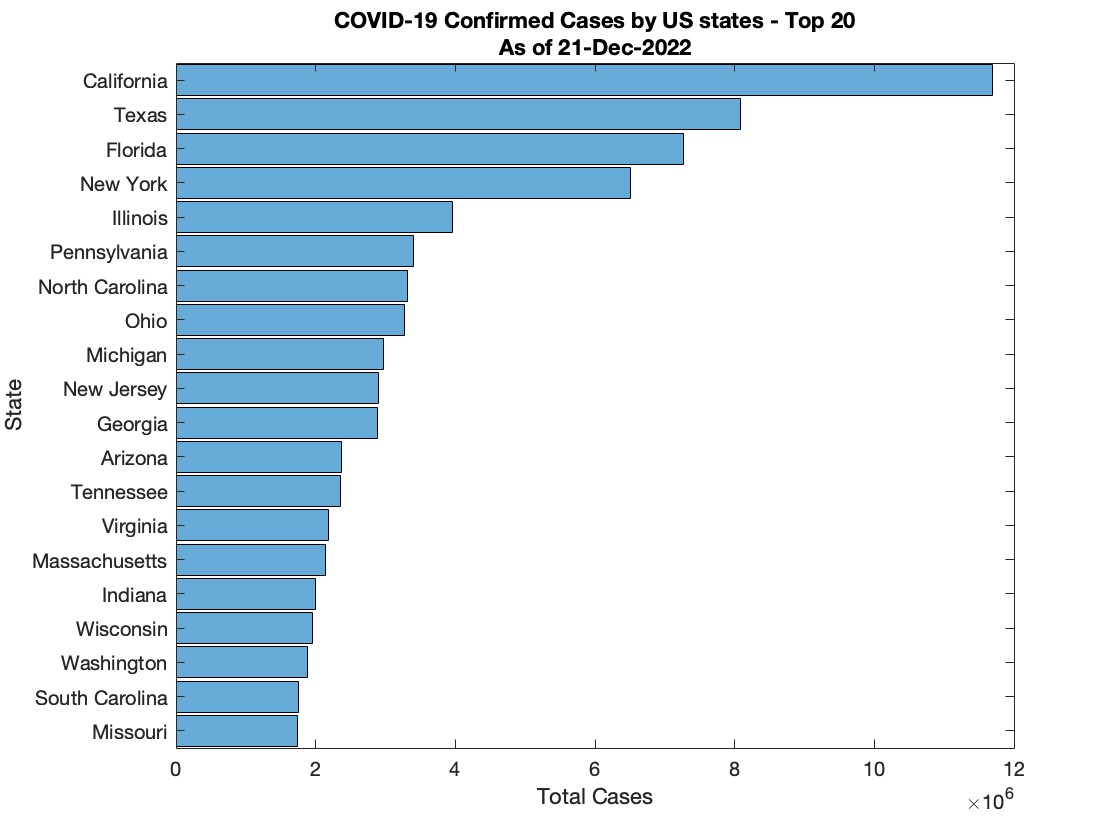 COVID-19 Confirmed Cases by US states - Top 20
As of 21-Dec-2022
California
Texas
Florida
New York
Illinois
Pennsylvania
North Carolina
Ohio
Michigan
New Jersey
Georgia
Arizona
Tennessee
Virginia
Massachusetts
Indiana
Wisconsin
Washington
South Carolina
Missouri
State
0 2 4 6 8 10 12
Total Cases
×10⁶